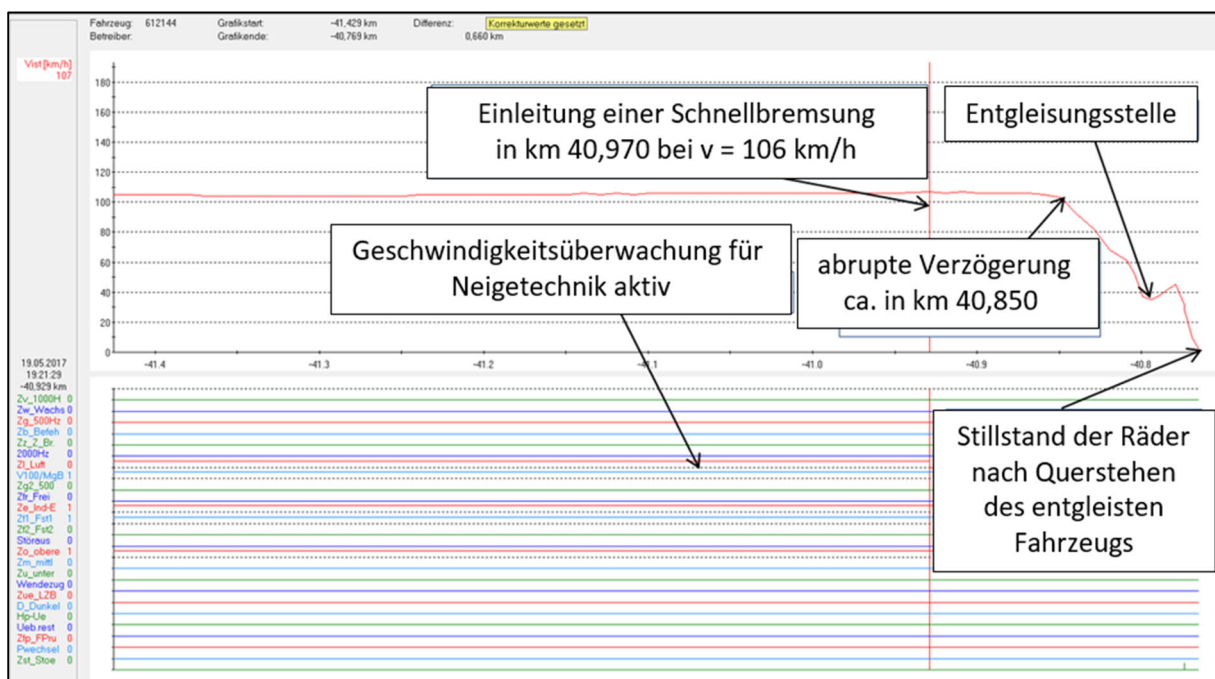 Fahrzeug: 612144 Grafikstart: -41,429 km Differenz: Korrekturwerte gesetzt
Betreiber: Grafikende: -40,769 km 0,660 km
Vist [km/h]
107
180
160
140
120
100
80
60
40
20
0
-41.4 -41.3 -41.2 -41.1 -41.0 -40.9 -40.8
Einleitung einer Schnellbremsung
in km 40,970 bei v = 106 km/h
Entgleisungsstelle
Geschwindigkeitsüberwachung für
Neigetechnik aktiv
abrupte Verzögerung
ca. in km 40,850
Stillstand der Räder
nach Querstehen
des entgleisten
Fahrzeugs
19.05.2017
19:21:29
-40,929 km
Zv_1000H 0
Zw_Wachs 0
Zg_500Hz 0
Zb_Befeh 0
Zz_Z_Br. 0
2000Hz 0
Zl_Luft 0
V100/MgB 1
Zg2_500 0
Zfr_Frei 0
Ze_Ind-E 1
Zf1_Fst1 1
Zf2_Fst2 0
Störaus 0
Zo_obere 1
Zm_mittl 0
Zu_unter 0
Wendezug 0
Zue_LZB 0
D_Dunkel 0
Hp-Ue 0
Ueb.rest 0
Zfp_FPru 0
Pwechsel 0
Zst_Stoe 0